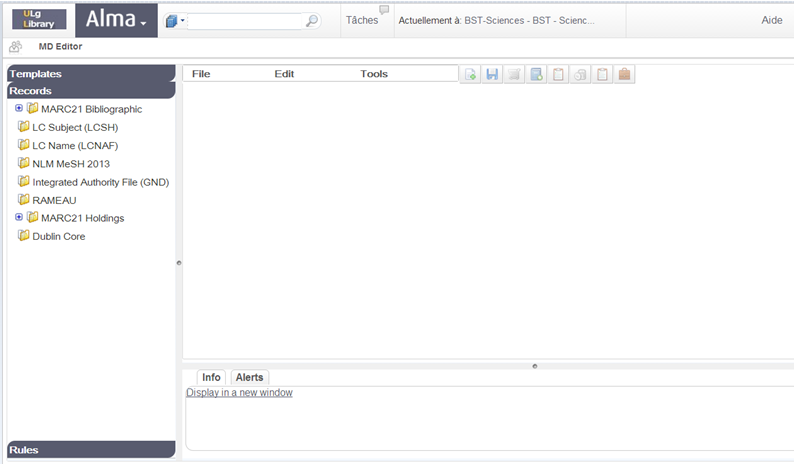 ULg
Library
Alma
Tâches
Actuellement à: BST-Sciences - BST - Scienc...
Aide
MD Editor
Templates
Records
MARC21 Bibliographic
LC Subject (LCSH)
LC Name (LCNAF)
NLM MeSH 2013
Integrated Authority File (GND)
RAMEAU
MARC21 Holdings
Dublin Core
Rules
File Edit Tools
Info Alerts
Display in a new window